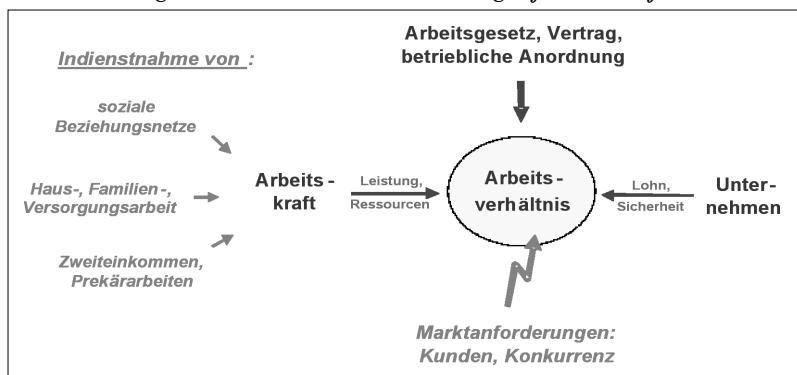 Arbeitsgesetz, Vertrag,
betriebliche Anordnung
Indienstnahme von :
soziale
Beziehungsnetze
Haus-, Familien-,
Versorgungsarbeit
Zweiteinkommen,
Prekärarbeiten
Arbeits -
kraft
Leistung,
Ressourcen
Arbeits -
verhältnis
Lohn,
Sicherheit
Unter-
nehmen
Marktanforderungen:
Kunden, Konkurrenz